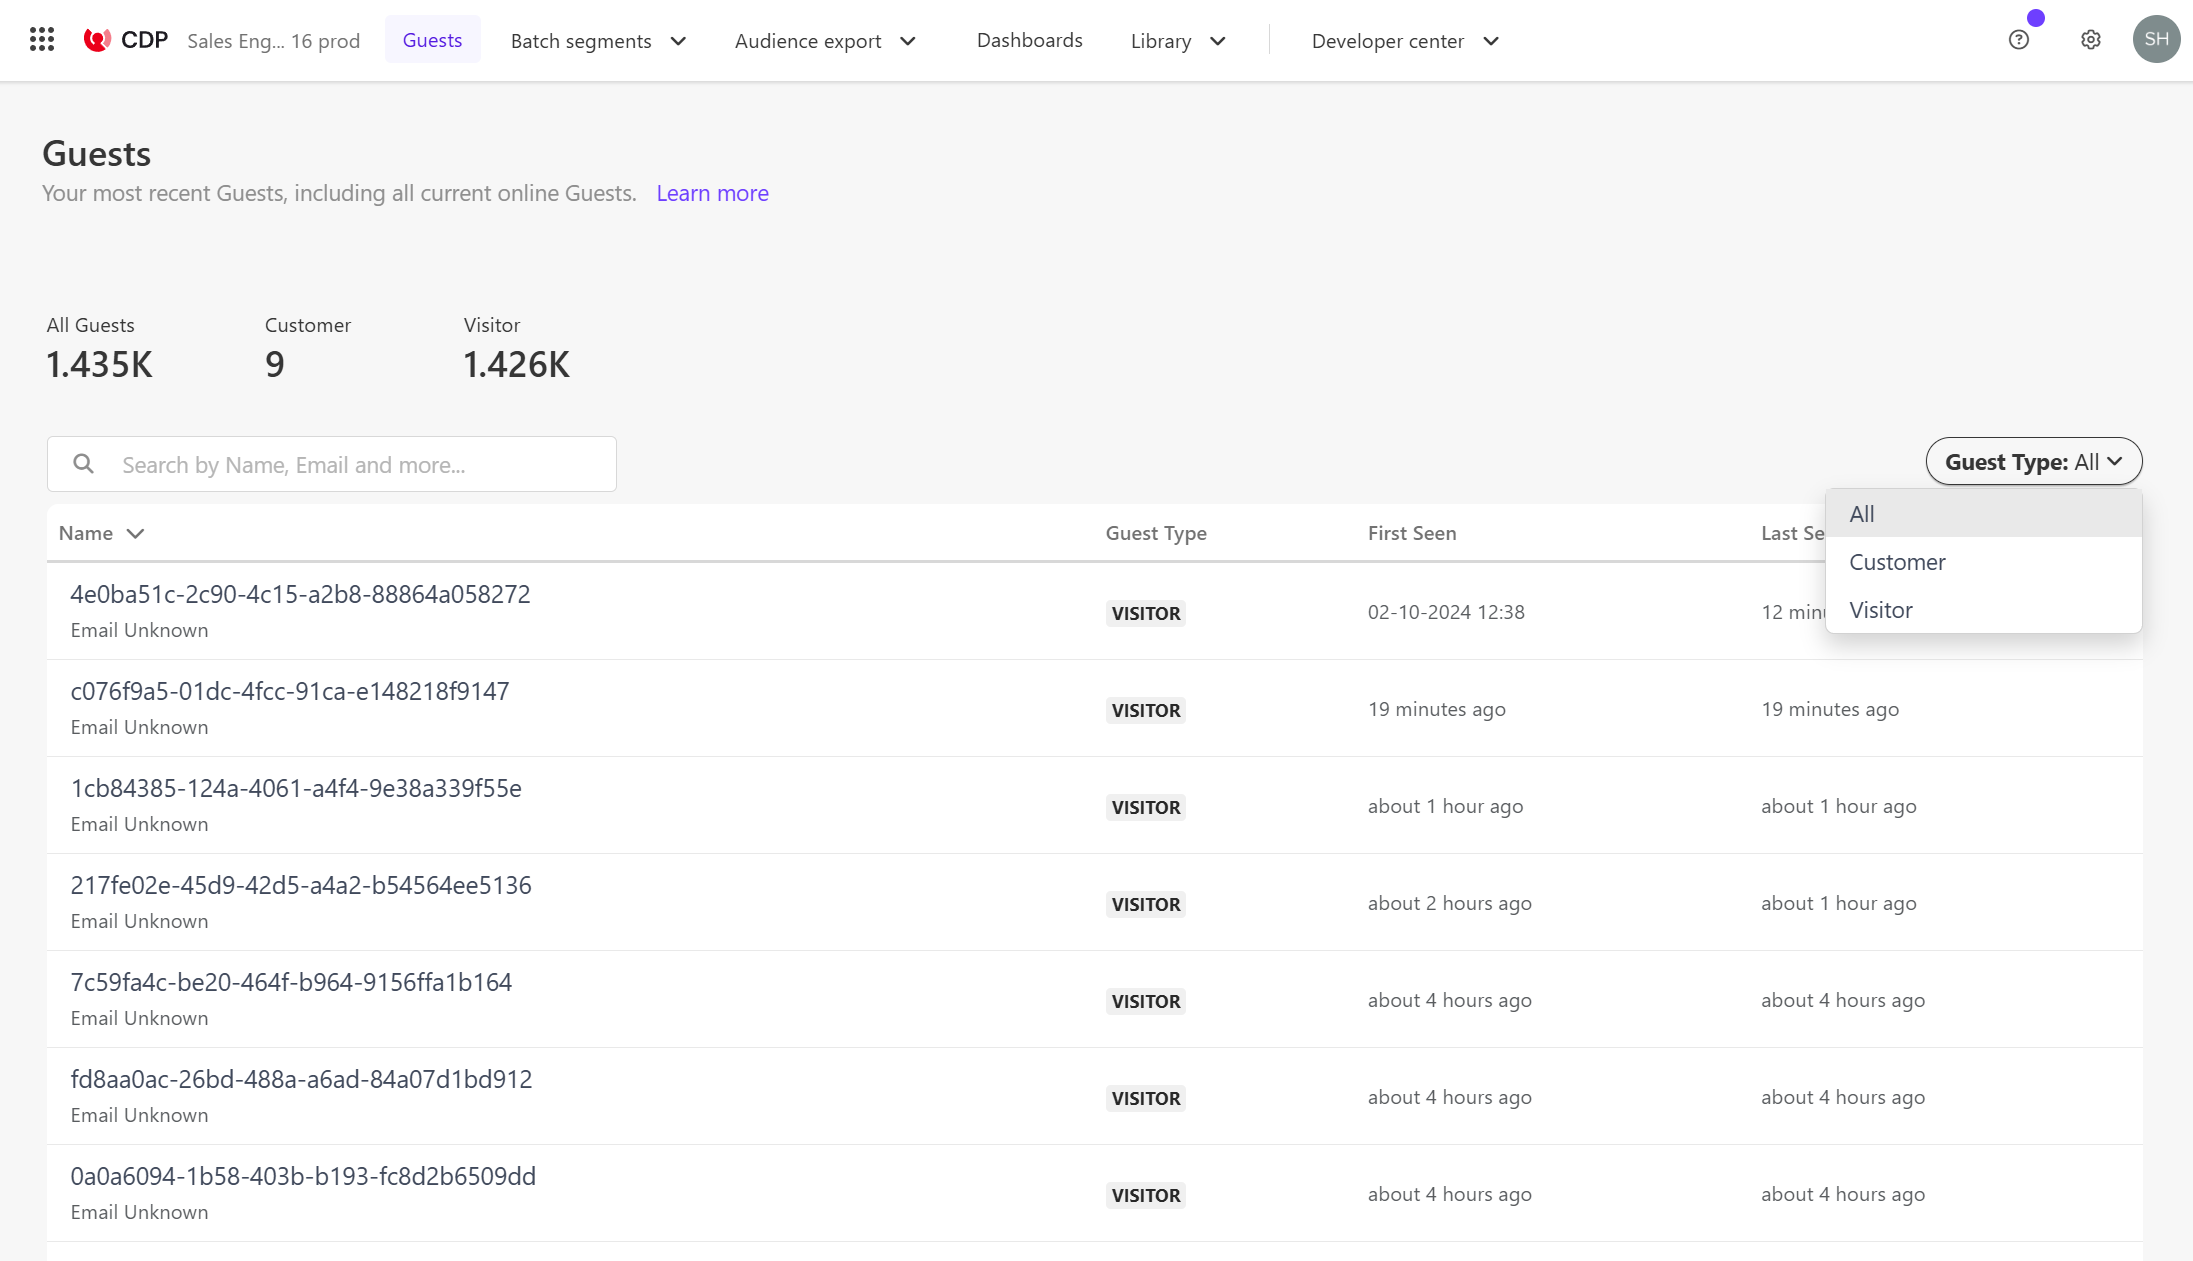 CDP Sales Eng... 16 prod Guests Batch segments Audience export Dashboards Library Developer center SH
Guests
Your most recent Guests, including all current online Guests. Learn more
All Guests Customer Visitor
1.435K 9 1.426K
Search by Name, Email and more... Guest Type: All
All
Customer
Visitor
Name Guest Type First Seen Last Se
4e0ba51c-2c90-4c15-a2b8-88864a058272
Email Unknown
VISITOR 02-10-2024 12:38 12 minu
c076f9a5-01dc-4fcc-91ca-e148218f9147
Email Unknown
VISITOR 19 minutes ago 19 minutes ago
1cb84385-124a-4061-a4f4-9e38a339f55e
Email Unknown
VISITOR about 1 hour ago about 1 hour ago
217fe02e-45d9-42d5-a4a2-b54564ee5136
Email Unknown
VISITOR about 2 hours ago about 1 hour ago
7c59fa4c-be20-464f-b964-9156ffa1b164
Email Unknown
VISITOR about 4 hours ago about 4 hours ago
fd8aa0ac-26bd-488a-a6ad-84a07d1bd912
Email Unknown
VISITOR about 4 hours ago about 4 hours ago
0a0a6094-1b58-403b-b193-fc8d2b6509dd
Email Unknown
VISITOR about 4 hours ago about 4 hours ago